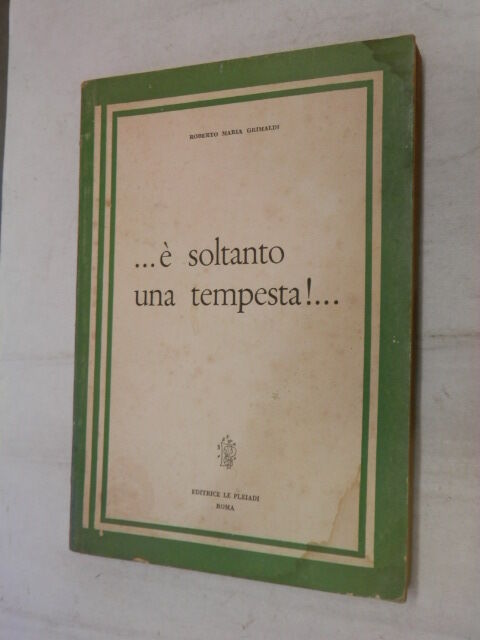 ROBERTO MARIA GRIMALDI
...è soltanto
una tempesta!...
EDITRICE LE PLEIADI
ROMA